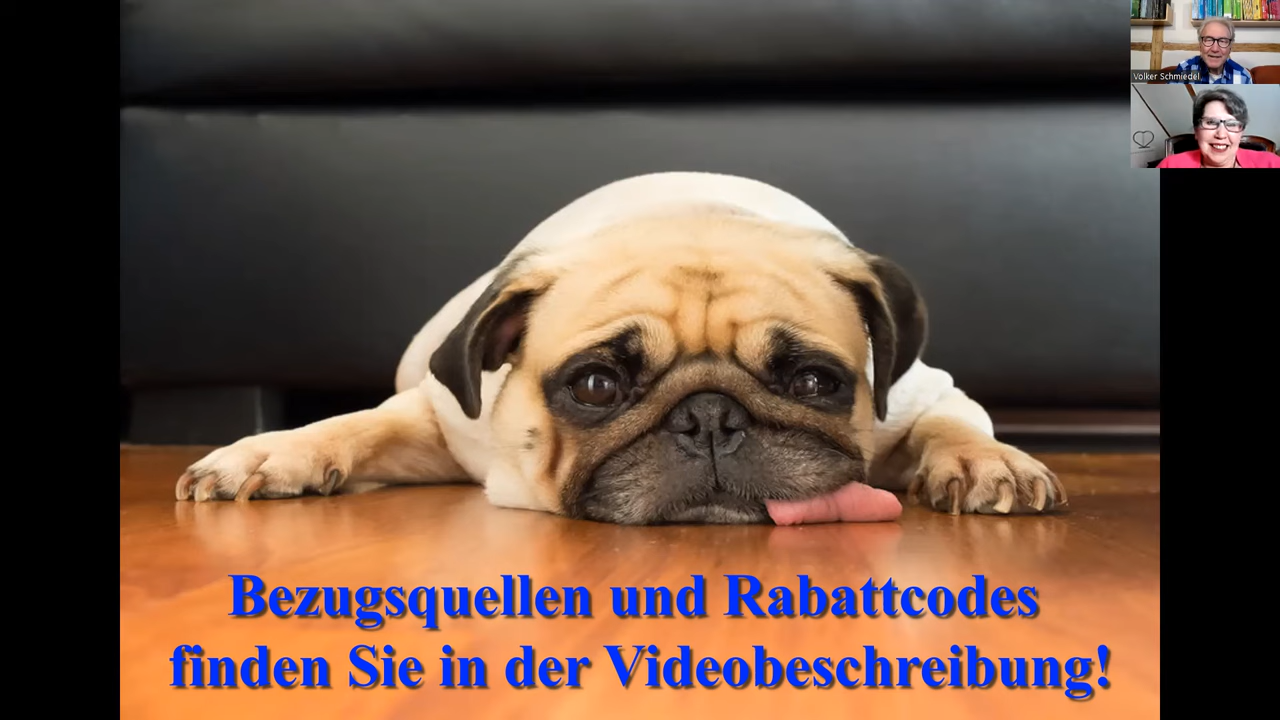 Volker Schmiedel
Bezugsquellen und Rabattcodes
finden Sie in der Videobeschreibung!